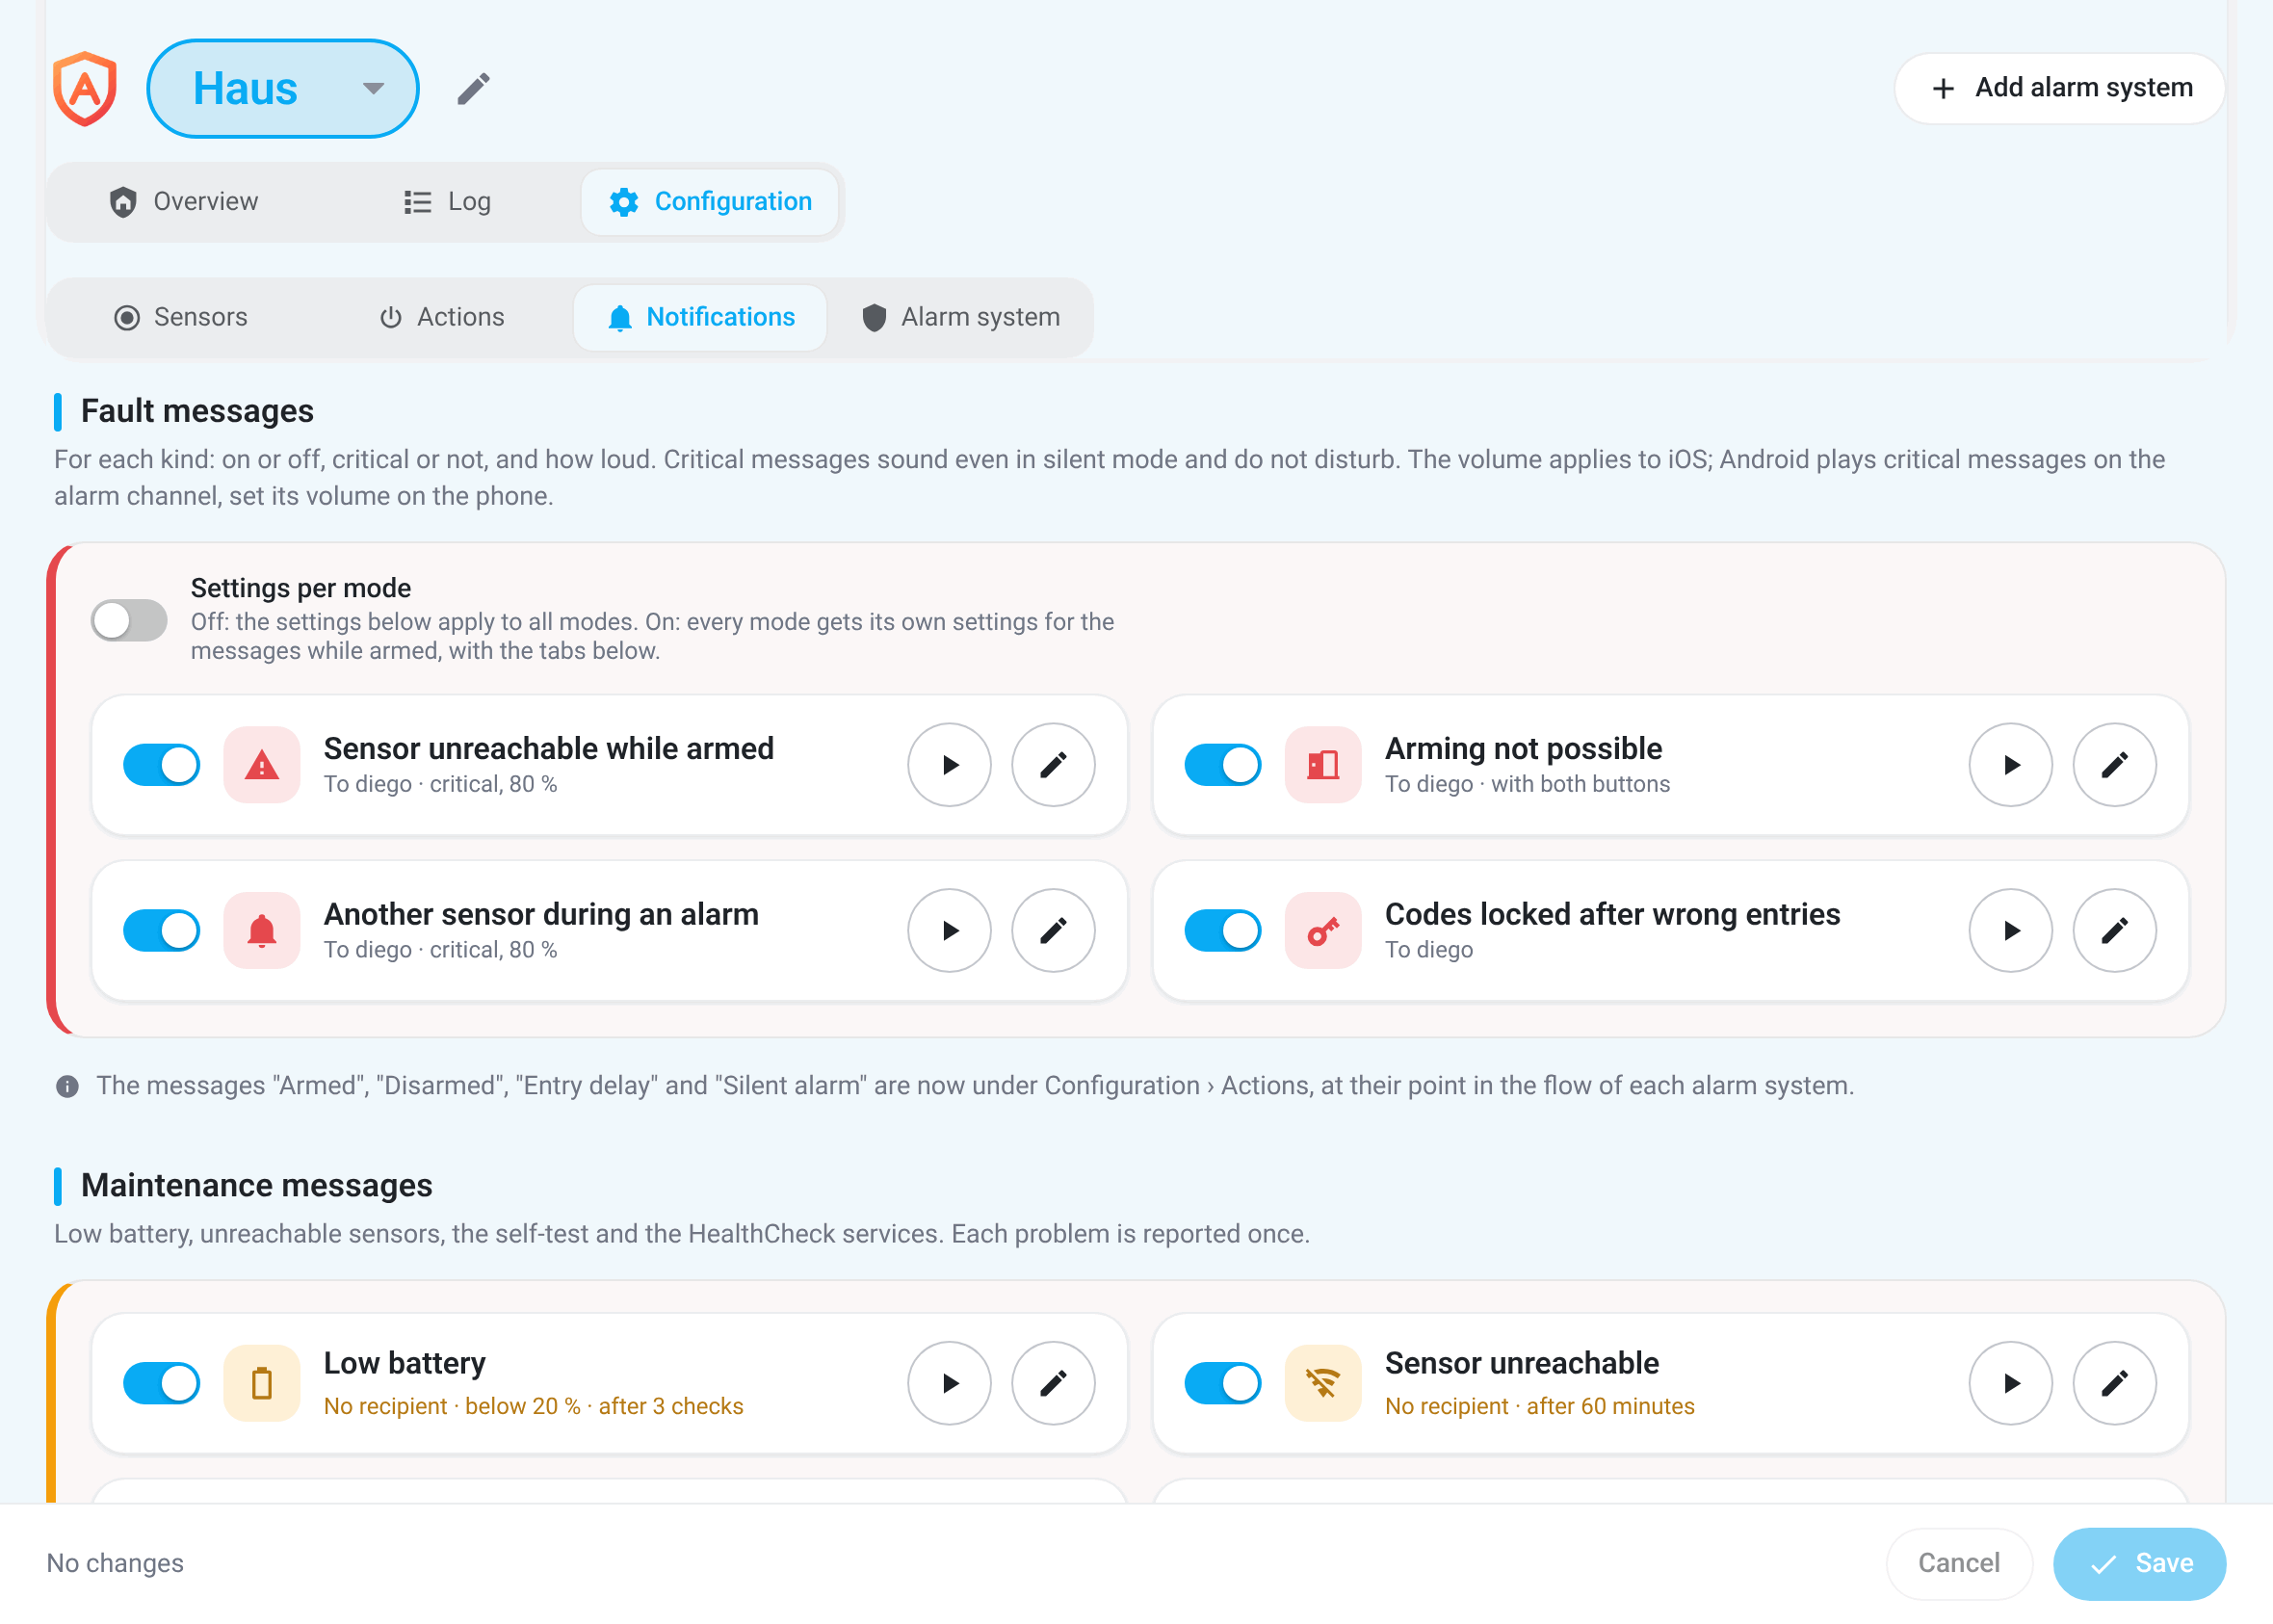 Haus
Add alarm system
Overview
Log
Configuration
Sensors
Actions
Notifications
Alarm system
Fault messages
For each kind: on or off, critical or not, and how loud. Critical messages sound even in silent mode and do not disturb. The volume applies to iOS; Android plays critical messages on the
alarm channel, set its volume on the phone.
Settings per mode
Off: the settings below apply to all modes. On: every mode gets its own settings for the
messages while armed, with the tabs below.
Sensor unreachable while armed
To diego · critical, 80 %
Arming not possible
To diego · with both buttons
Another sensor during an alarm
To diego · critical, 80 %
Codes locked after wrong entries
To diego
The messages "Armed", "Disarmed", "Entry delay" and "Silent alarm" are now under Configuration › Actions, at their point in the flow of each alarm system.
Maintenance messages
Low battery, unreachable sensors, the self-test and the HealthCheck services. Each problem is reported once.
Low battery
No recipient · below 20 % · after 3 checks
Sensor unreachable
No recipient · after 60 minutes
No changes
Cancel
Save